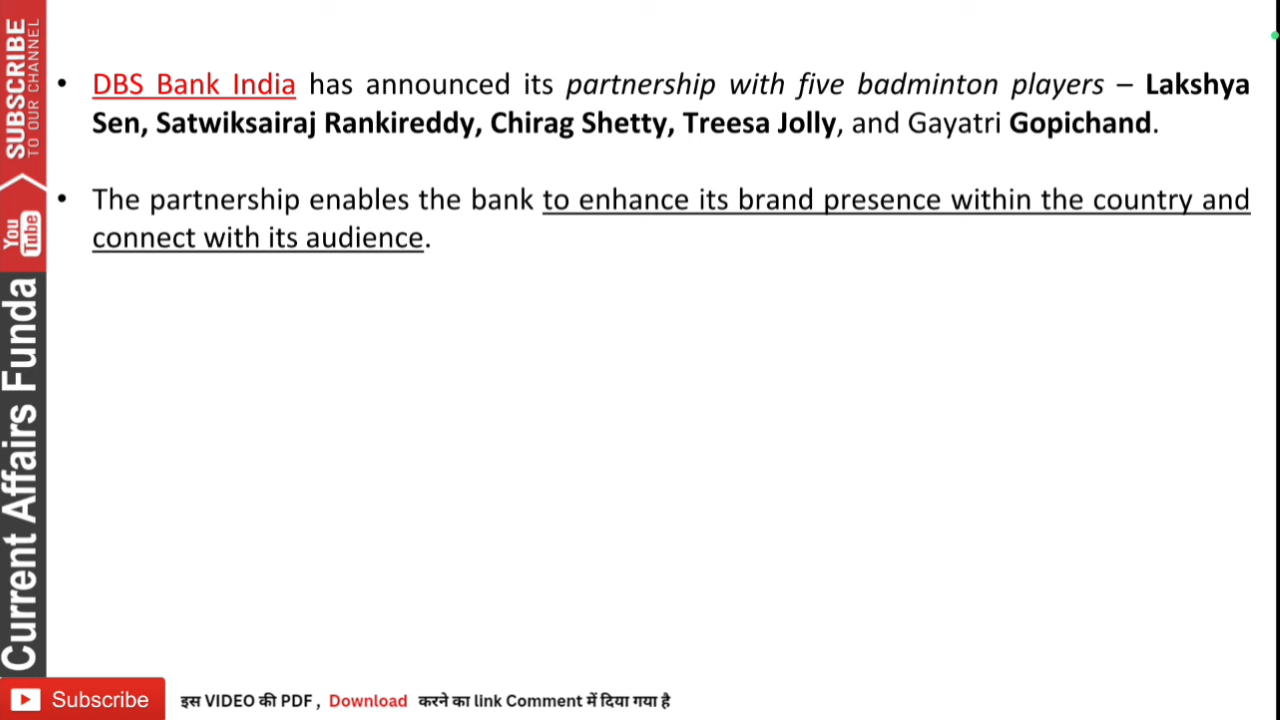 • DBS Bank India has announced its partnership with five badminton players – Lakshya
Sen, Satwiksairaj Rankireddy, Chirag Shetty, Treesa Jolly, and Gayatri Gopichand.
• The partnership enables the bank to enhance its brand presence within the country and
connect with its audience.
SUBSCRIBE
TO OUR CHANNEL
You
Tube
Current Affairs Funda
Subscribe
इस VIDEO की PDF , Download करने का link Comment में दिया गया है